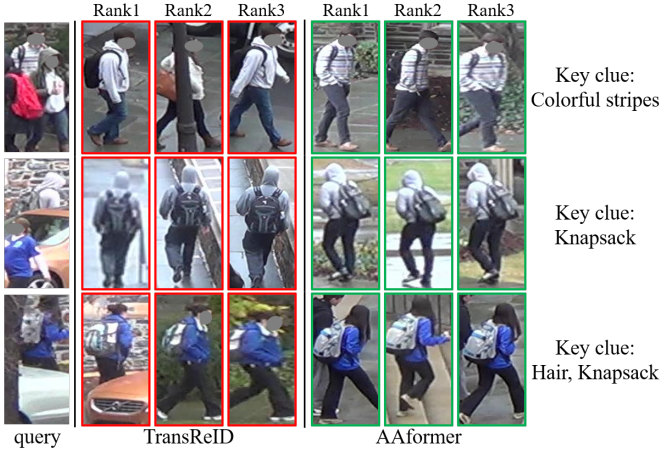 Rank1 Rank2 Rank3 Rank1 Rank2 Rank3
Key clue:
Colorful stripes
Key clue:
Knapsack
Key clue:
Hair, Knapsack
query TransReID AAformer